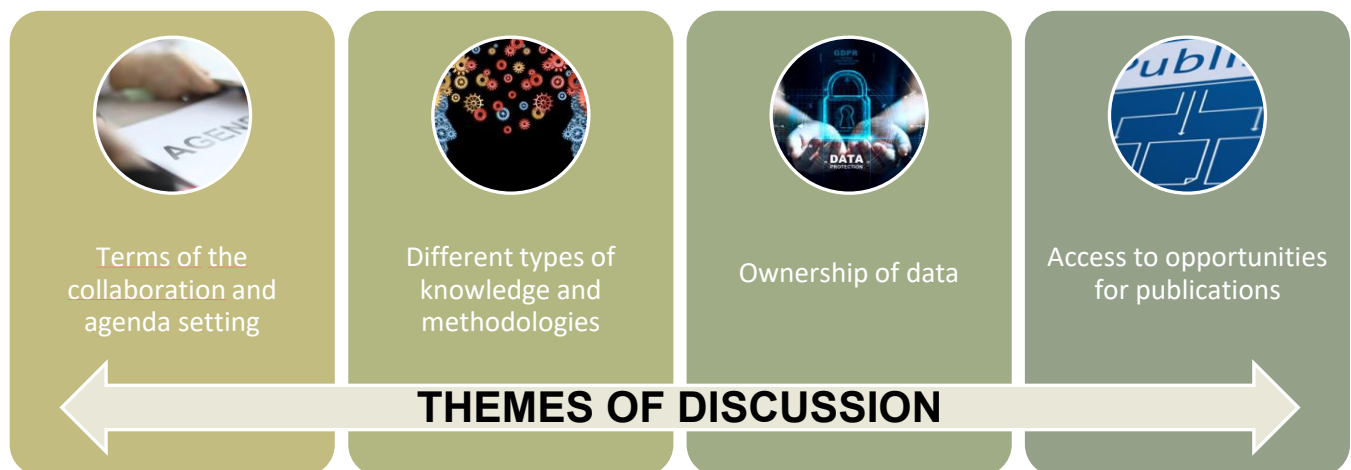 AGEN
GDPR
DATA
PROTECTION
Publi
Terms of the
collaboration and
agenda setting
Different types of
knowledge and
methodologies
Ownership of data
Access to opportunities
for publications
THEMES OF DISCUSSION